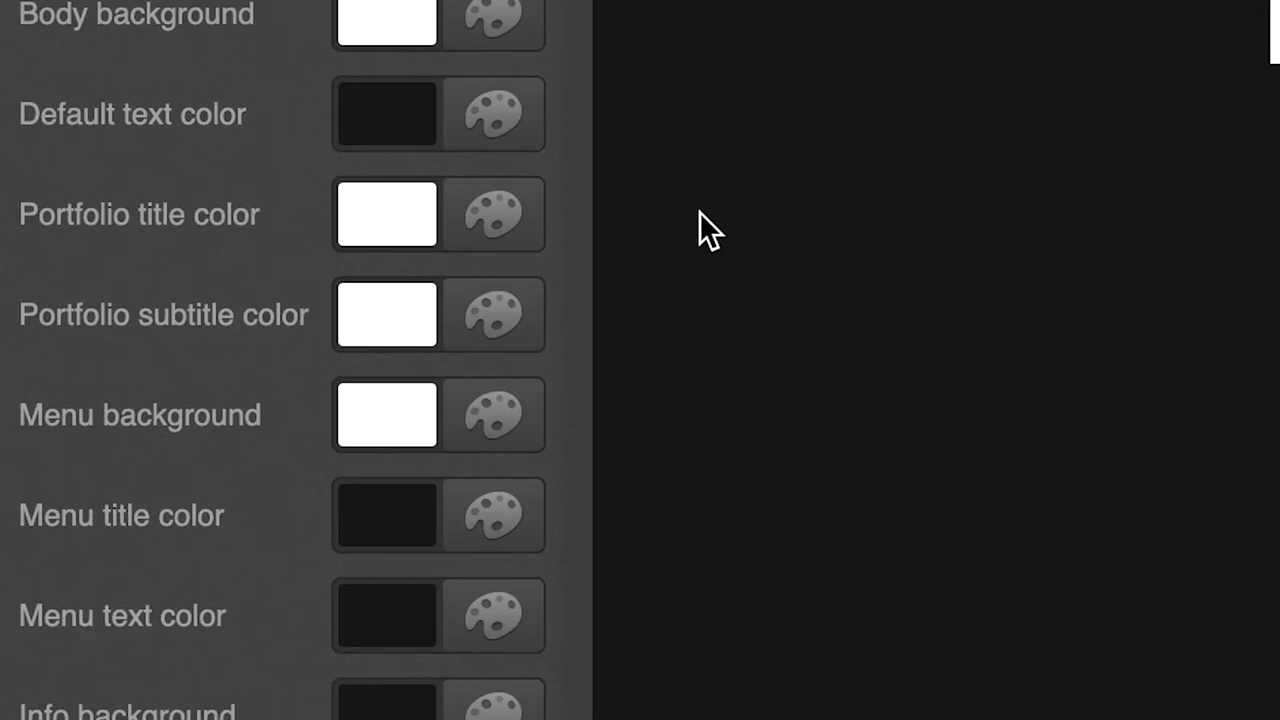 Body background
Default text color
Portfolio title color
Portfolio subtitle color
Menu background
Menu title color
Menu text color
Info background